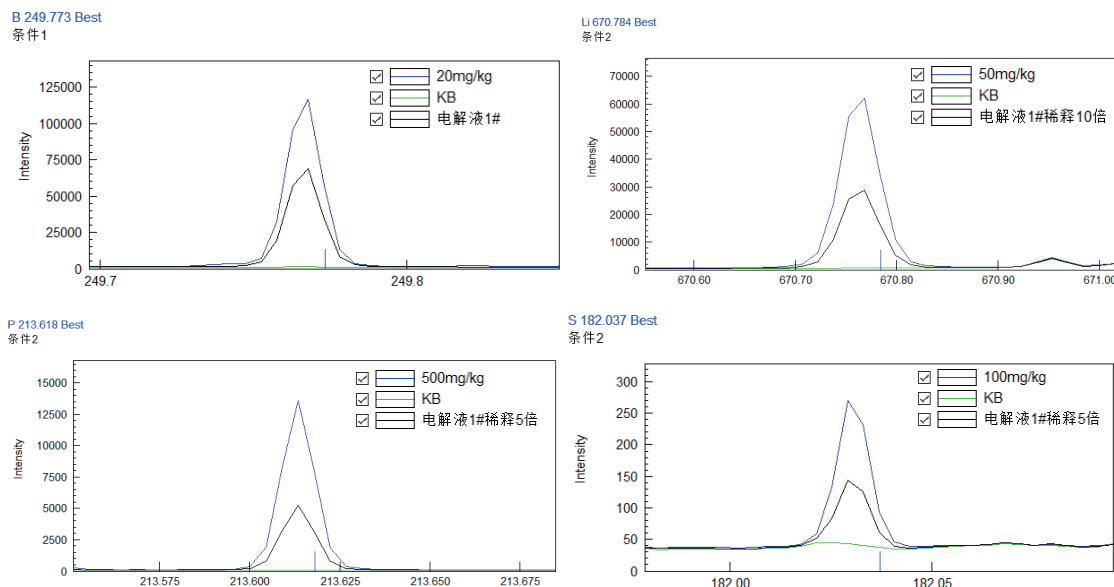 B 249.773 Best
条件1
125000
100000
75000
50000
25000
0
Intensity
20mg/kg
KB
电解液1#
249.7
249.8
Li 670.784 Best
条件2
70000
60000
50000
40000
30000
20000
10000
0
Intensity
50mg/kg
KB
电解液1#稀释10倍
670.60
670.70
670.80
670.90
671.00
P 213.618 Best
条件2
15000
12500
10000
7500
5000
2500
0
Intensity
500mg/kg
KB
电解液1#稀释5倍
213.575
213.600
213.625
213.650
213.675
S 182.037 Best
条件2
300
250
200
150
100
50
0
Intensity
100mg/kg
KB
电解液1#稀释5倍
182.00
182.05